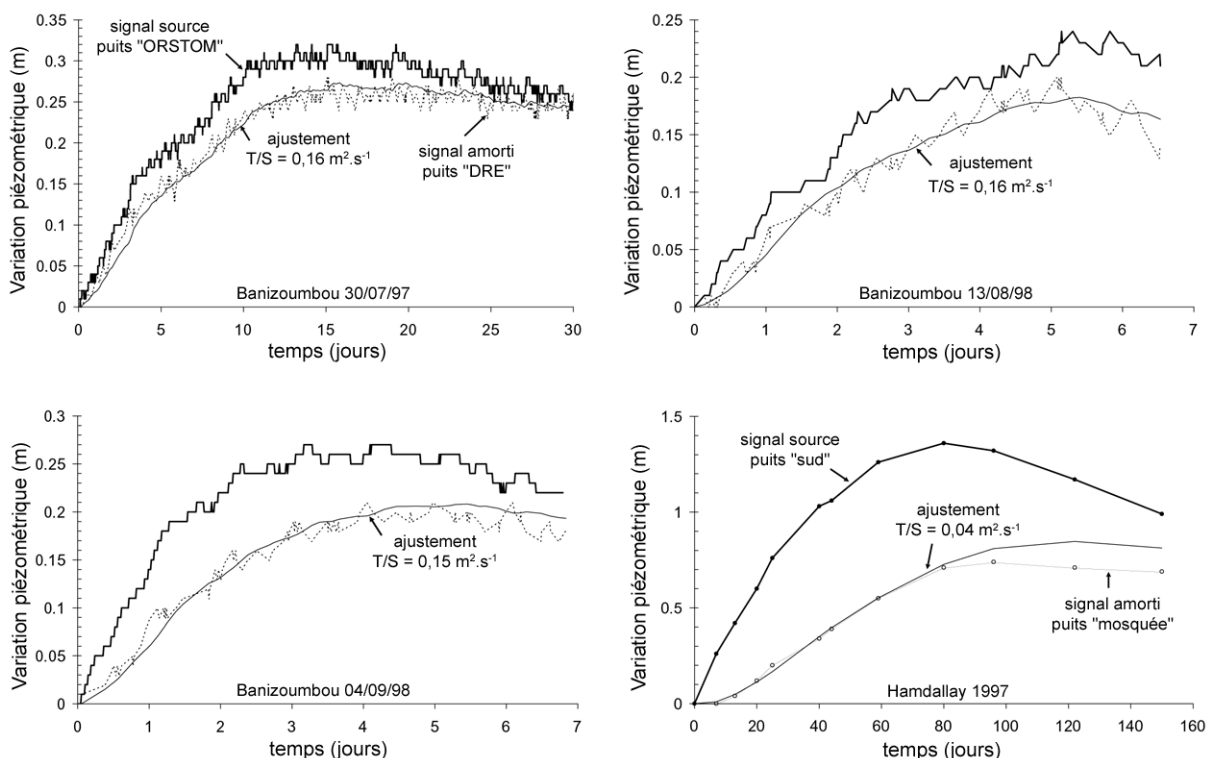 0.35
0.3
0.25
0.2
0.15
0.1
0.05
0
Variation piézométrique (m)
signal source
puits "ORSTOM"
ajustement
T/S = 0,16 m².s⁻¹
signal amorti
puits "DRE"
Banizoumbou 30/07/97
0 5 10 15 20 25 30
temps (jours)
0.25
0.2
0.15
0.1
0.05
0
Variation piézométrique (m)
ajustement
T/S = 0,16 m².s⁻¹
Banizoumbou 13/08/98
0 1 2 3 4 5 6 7
temps (jours)
0.3
0.25
0.2
0.15
0.1
0.05
0
Variation piézométrique (m)
ajustement
T/S = 0,15 m².s⁻¹
Banizoumbou 04/09/98
0 1 2 3 4 5 6 7
temps (jours)
1.5
1
0.5
0.0
Variation piézométrique (m)
signal source
puits "sud"
ajustement
T/S = 0,04 m².s⁻¹
signal amorti
puits "mosquée"
Hamdallay 1997
0 20 40 60 80 100 120 140 160
temps (jours)